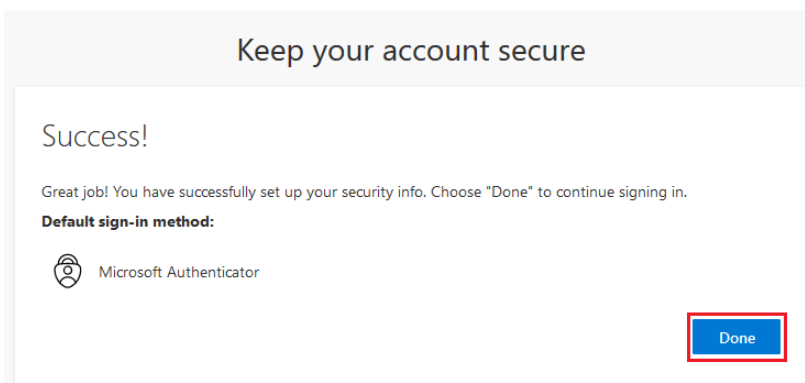 Keep your account secure
Success!
Great job! You have successfully set up your security info. Choose "Done" to continue signing in.
Default sign-in method:
Microsoft Authenticator
Done